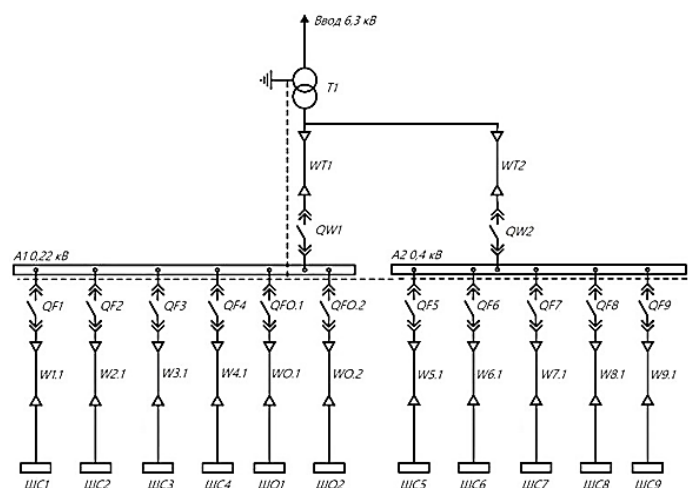 Ввод 6,3 кВ
Т1
WT1
WT2
QW1
QW2
А1 0,22 кВ
А2 0,4 кВ
QF1
QF2
QF3
QF4
QFO.1
QFO.2
QF5
QF6
QF7
QF8
QF9
W1.1
W2.1
W3.1
W4.1
WO.1
WO.2
W5.1
W6.1
W7.1
W8.1
W9.1
ШС1
ШС2
ШС3
ШС4
ШО1
ШО2
ШС5
ШС6
ШС7
ШС8
ШС9